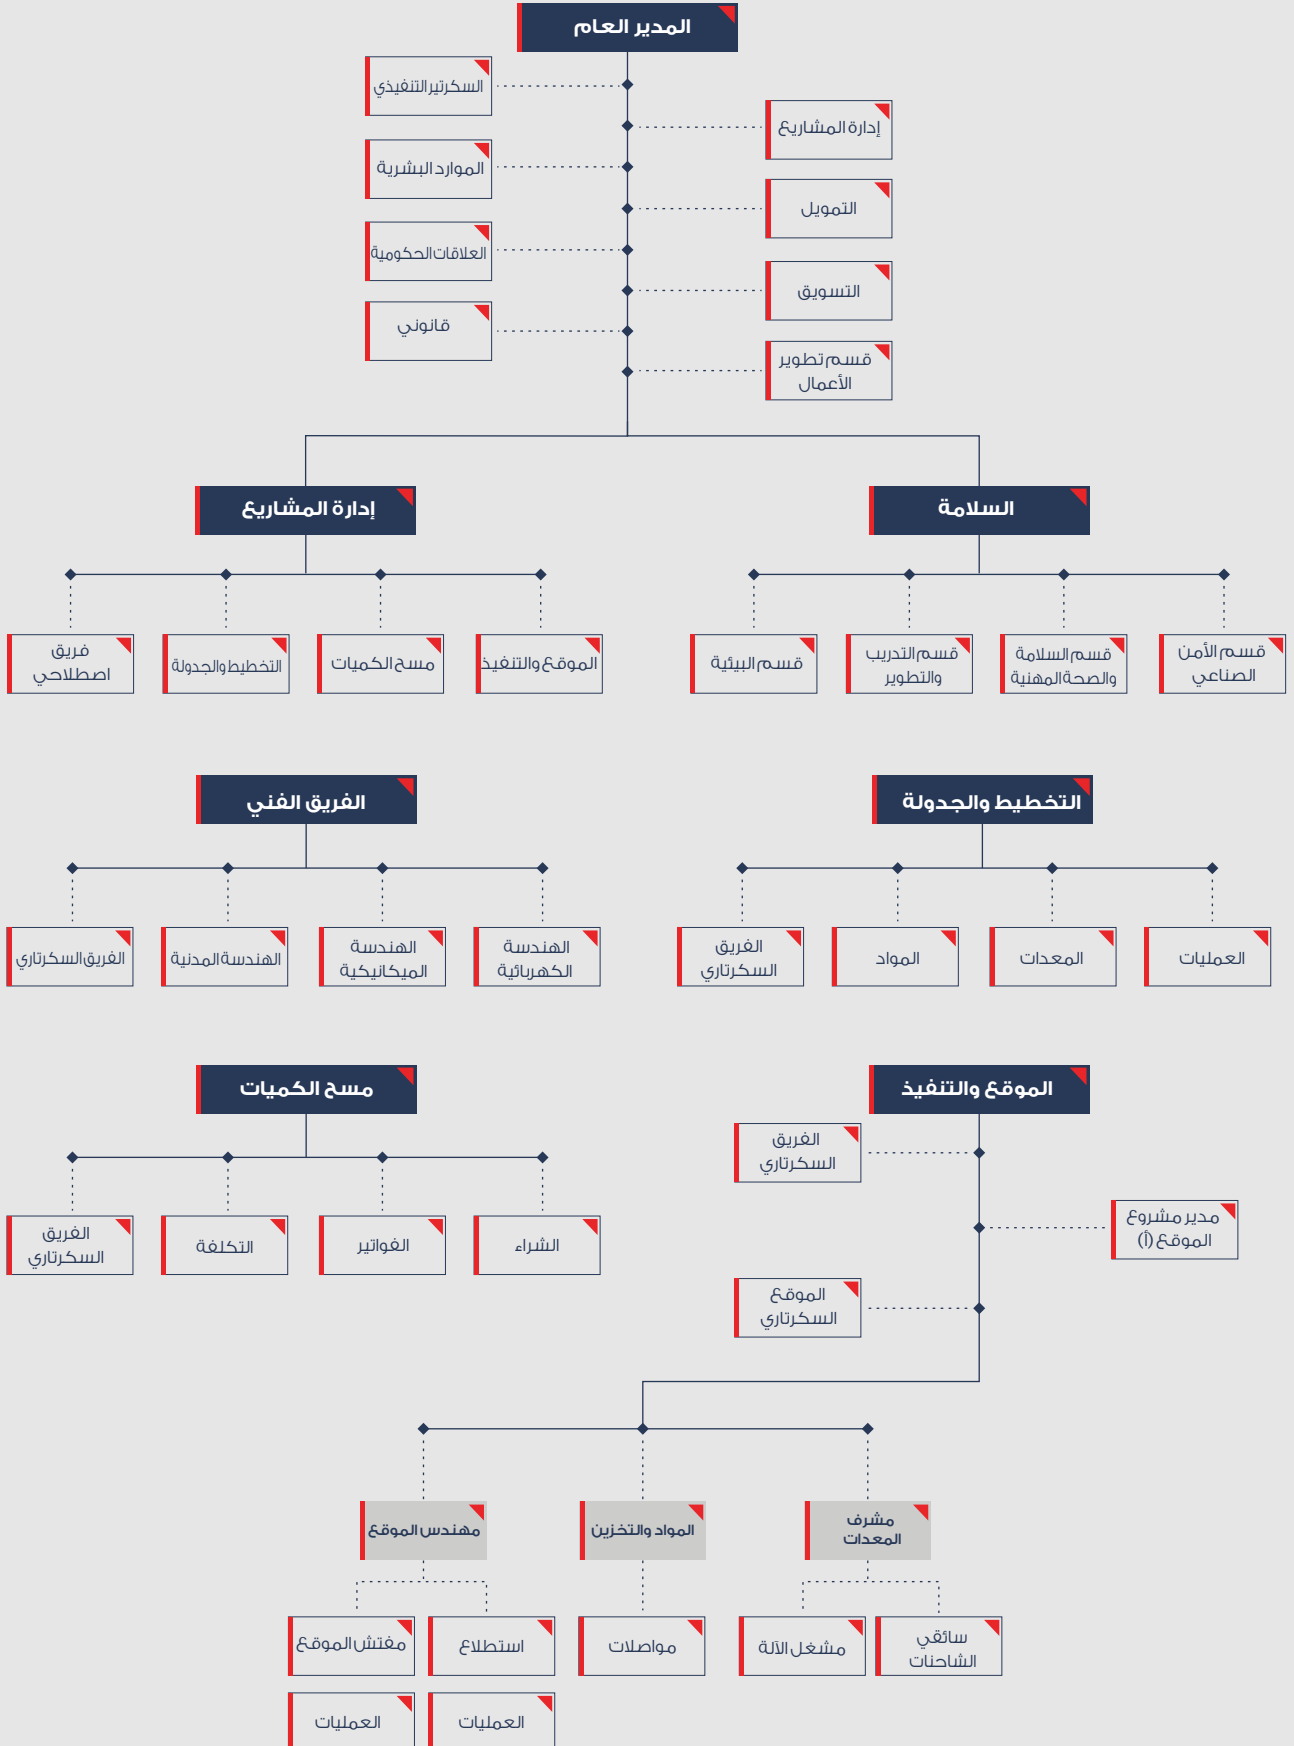 المدير العام
السكرتير التنفيذي
إدارة المشاريع
الموارد البشرية
التمويل
العلاقات الحكومية
التسويق
قانوني
قسم تطوير
الأعمال
السلامة
إدارة المشاريع
قسم الأمن
الصناعي
قسم السلامة
والصحة المهنية
قسم التدريب
والتطوير
قسم البيئية
الموقع والتنفيذ
مسح الكميات
التخطيط والجدولة
فريق
اصطلاحي
التخطيط والجدولة
الفريق الفني
العمليات
المعدات
المواد
الفريق
السكرتاري
الهندسة
الكهربائية
الهندسة
الميكانيكية
الهندسة المدنية
الفريق السكرتاري
الموقع والتنفيذ
مسح الكميات
الفريق
السكرتاري
مدير مشروع
الموقع (أ)
الموقع
السكرتاري
الشراء
الفواتير
التكلفة
الفريق
السكرتاري
مشرف
المعدات
المواد والتخزين
مهندس الموقع
سائقي
الشاحنات
مشغل الآلة
مواصلات
استطلاع
مفتش الموقع
العمليات
العمليات